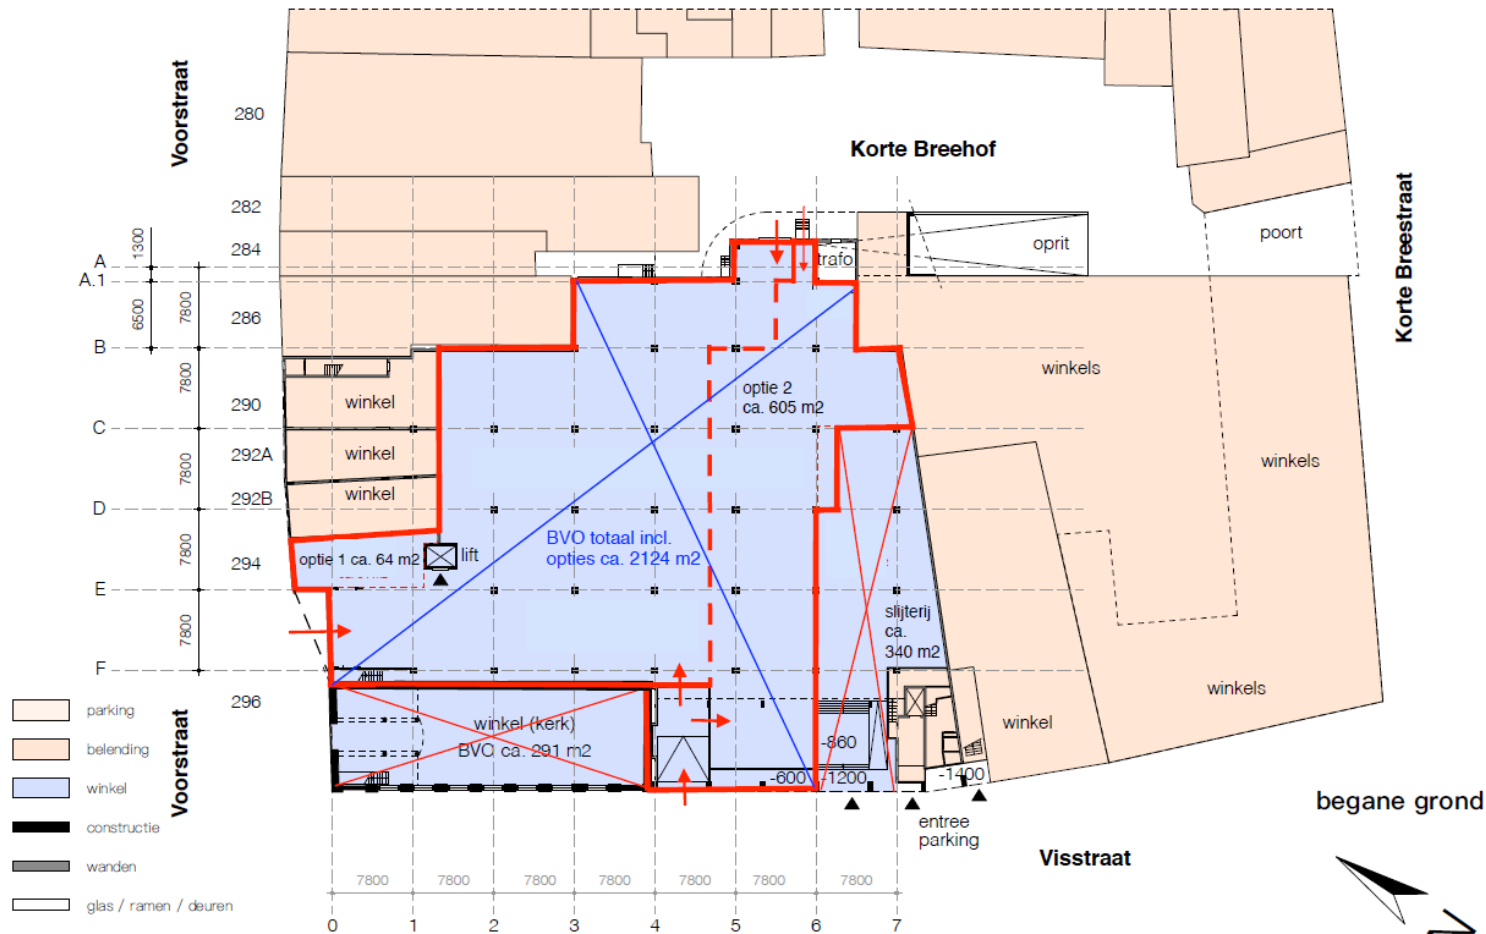 Voorstraat
280
282
284
286
290
292A
292B
294
296
Voorstraat
Korte Breehof
Korte Breestraat
oprit
poort
trafo
A
A.1
B
C
D
E
F
1300
6500
7800
7800
7800
7800
7800
winkel
winkel
winkel
optie 1 ca. 64 m2
lift
optie 2
ca. 605 m2
BVO totaal incl.
opties ca. 2124 m2
winkels
winkels
winkels
winkel
slijterij
ca.
340 m2
winkel (kerk)
BVO ca. 291 m2
-860
-600
-1200
-1400
entree
parking
Visstraat
begane grond
parking
belending
winkel
constructie
wanden
glas / ramen / deuren
7800
7800
7800
7800
7800
7800
7800
0
1
2
3
4
5
6
7
N